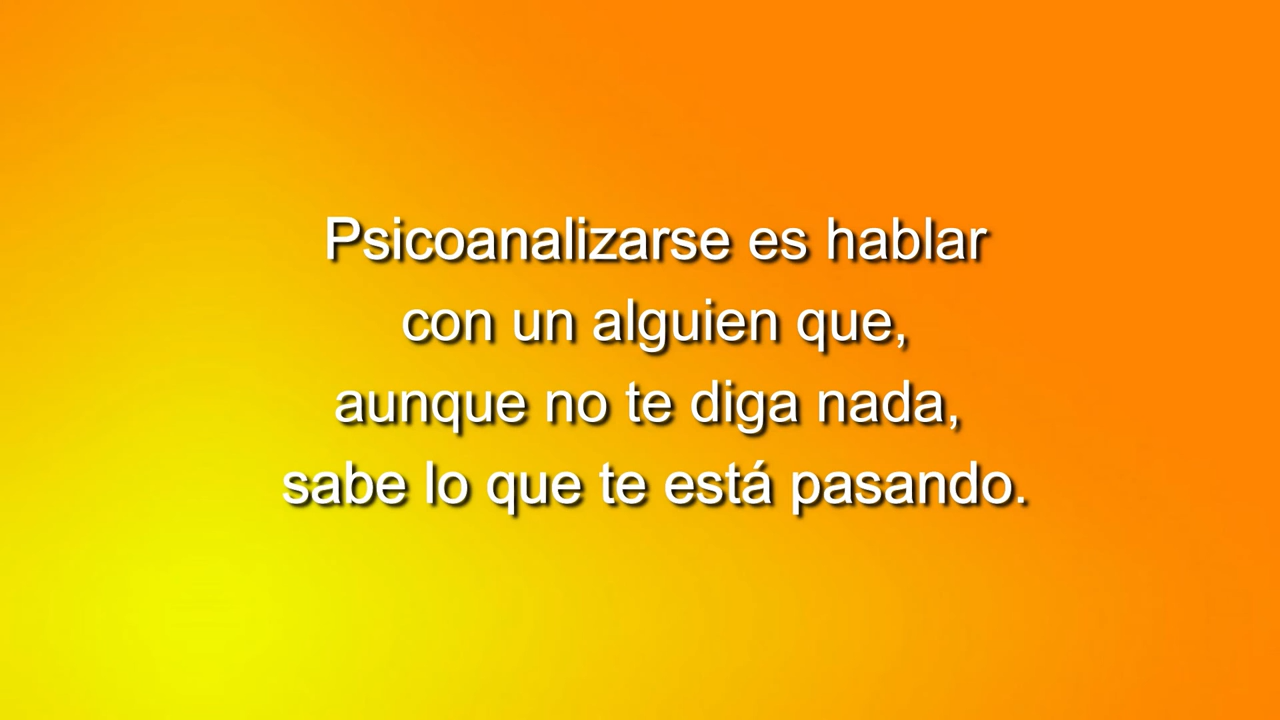 Psicoanalizarse es hablar
con un alguien que,
aunque no te diga nada,
sabe lo que te está pasando.